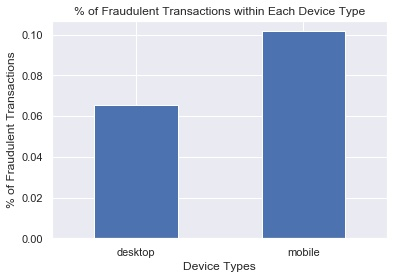 % of Fraudulent Transactions within Each Device Type
% of Fraudulent Transactions
0.10
0.08
0.06
0.04
0.02
0.00
desktop mobile
Device Types